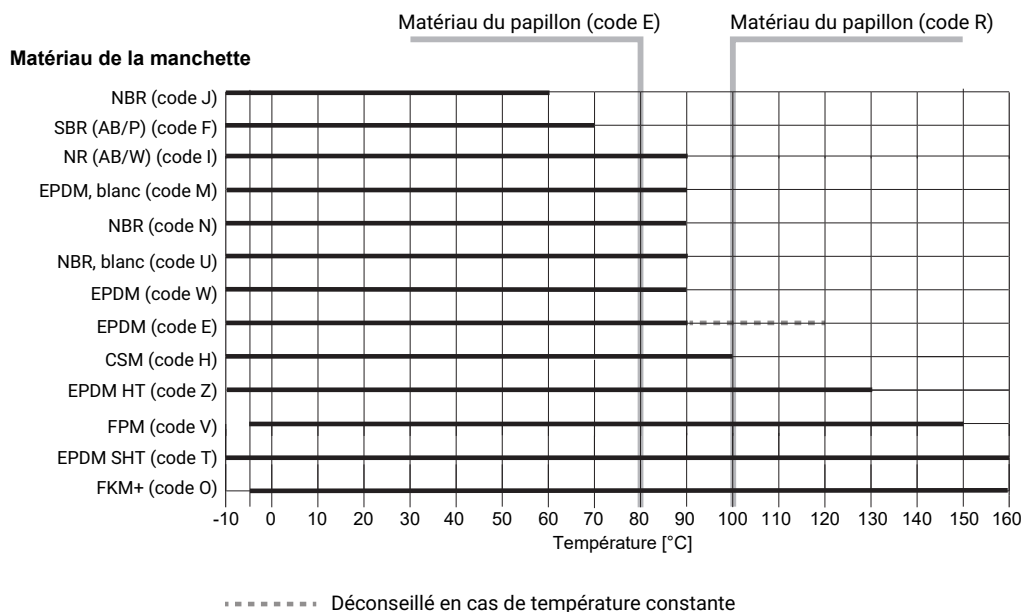 Matériau du papillon (code E)
Matériau du papillon (code R)
Matériau de la manchette
NBR (code J)
SBR (AB/P) (code F)
NR (AB/W) (code I)
EPDM, blanc (code M)
NBR (code N)
NBR, blanc (code U)
EPDM (code W)
EPDM (code E)
CSM (code H)
EPDM HT (code Z)
FPM (code V)
EPDM SHT (code T)
FKM+ (code O)
-10 0 10 20 30 40 50 60 70 80 90 100 110 120 130 140 150 160
Température [°C]
Déconseillé en cas de température constante